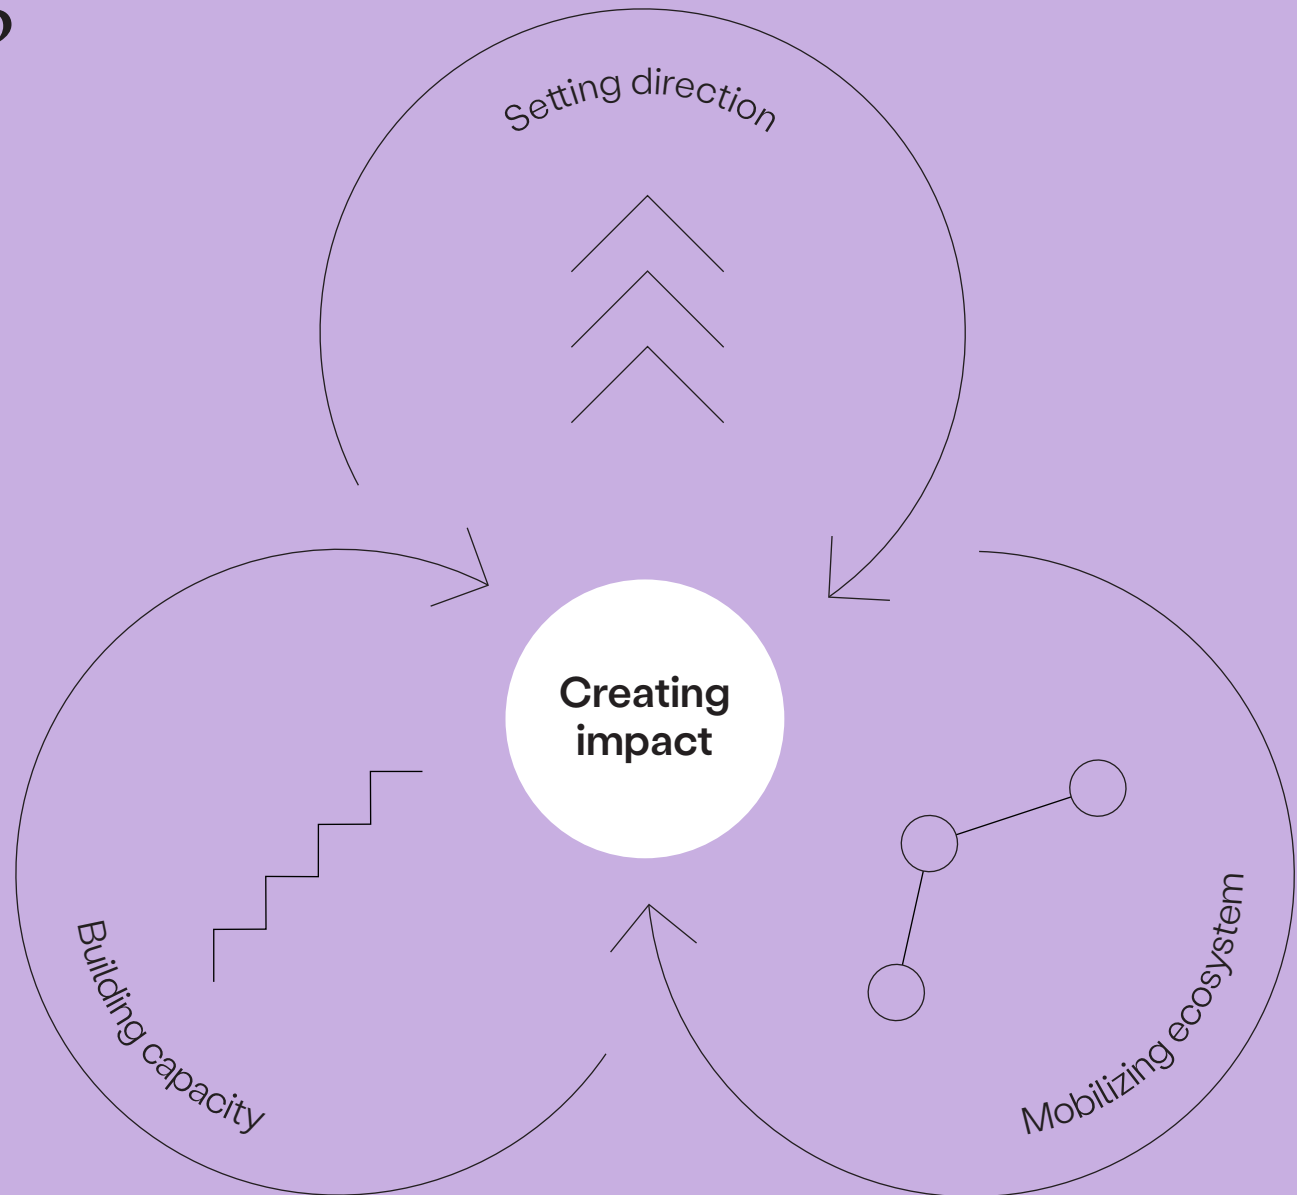 Setting direction
Creating
impact
Building capacity
Mobilizing ecosystem